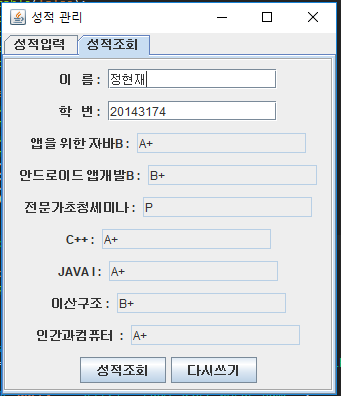 성적 관리
성적입력 성적조회
이 름 : 정현재
학 번 : 20143174
앱을 위한 자바B : A+
안드로이드 앱개발B : B+
전문가초청세미나 : P
C++ : A+
JAVA I : A+
이산구조 : B+
인간과컴퓨터 : A+
성적조회 다시쓰기